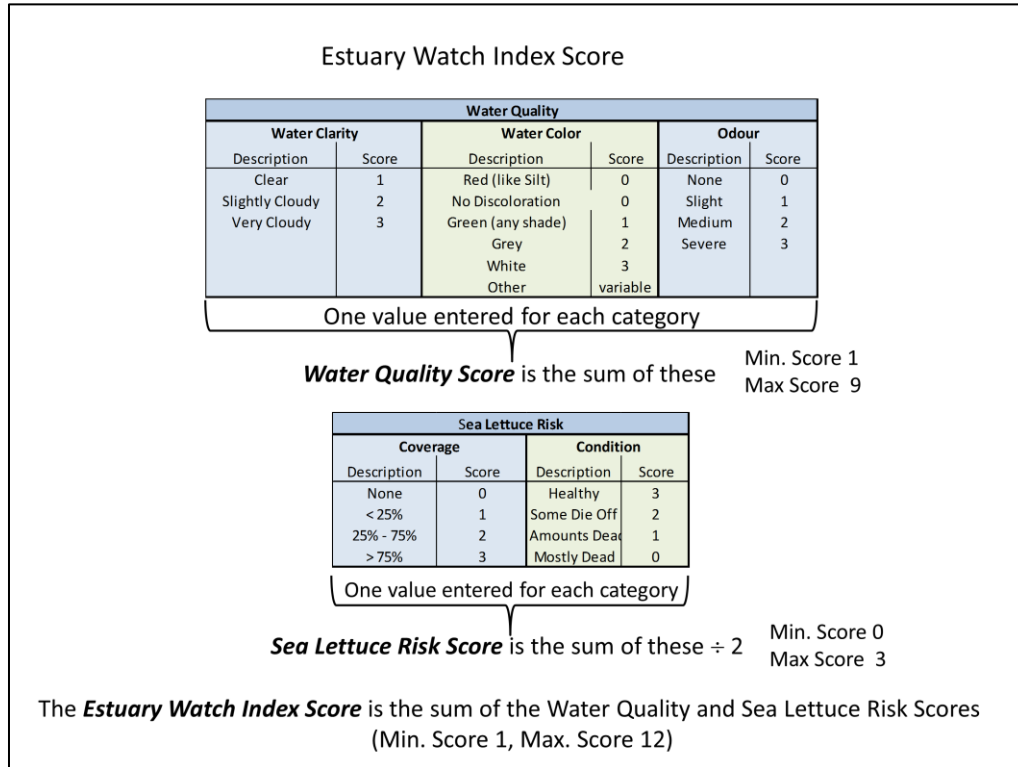 Estuary Watch Index Score
Water Quality
Water Clarity Water Color Odour
Description Score Description Score Description Score
Clear 1 Red (like Silt) 0 None 0
Slightly Cloudy 2 No Discoloration 0 Slight 1
Very Cloudy 3 Green (any shade) 1 Medium 2
Grey 2 Severe 3
White 3
Other variable
One value entered for each category
Water Quality Score is the sum of these
Min. Score 1
Max Score 9
Sea Lettuce Risk
Coverage Condition
Description Score Description Score
None 0 Healthy 3
< 25% 1 Some Die Off 2
25% - 75% 2 Amounts Dead 1
> 75% 3 Mostly Dead 0
One value entered for each category
Sea Lettuce Risk Score is the sum of these ÷ 2
Min. Score 0
Max Score 3
The Estuary Watch Index Score is the sum of the Water Quality and Sea Lettuce Risk Scores
(Min. Score 1, Max. Score 12)